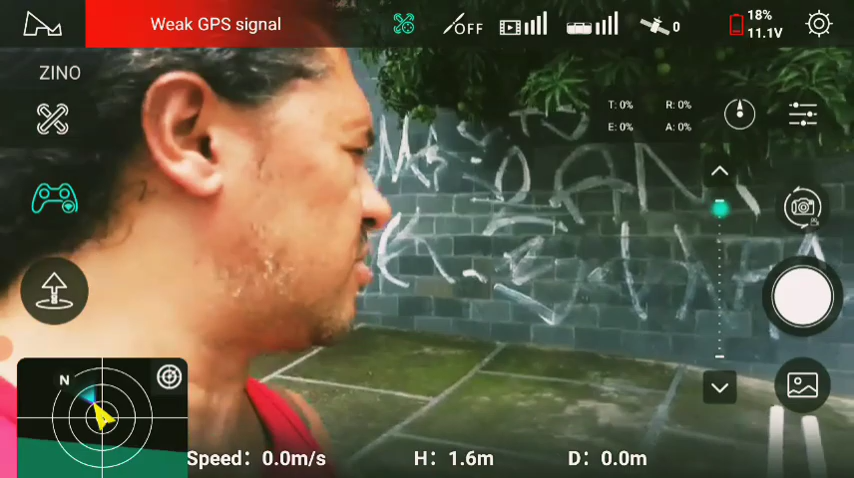 Weak GPS signal
OFF
0
18%
11.1V
ZINO
T: 0% R: 0%
E: 0% A: 0%
N
Speed: 0.0m/s H: 1.6m D: 0.0m